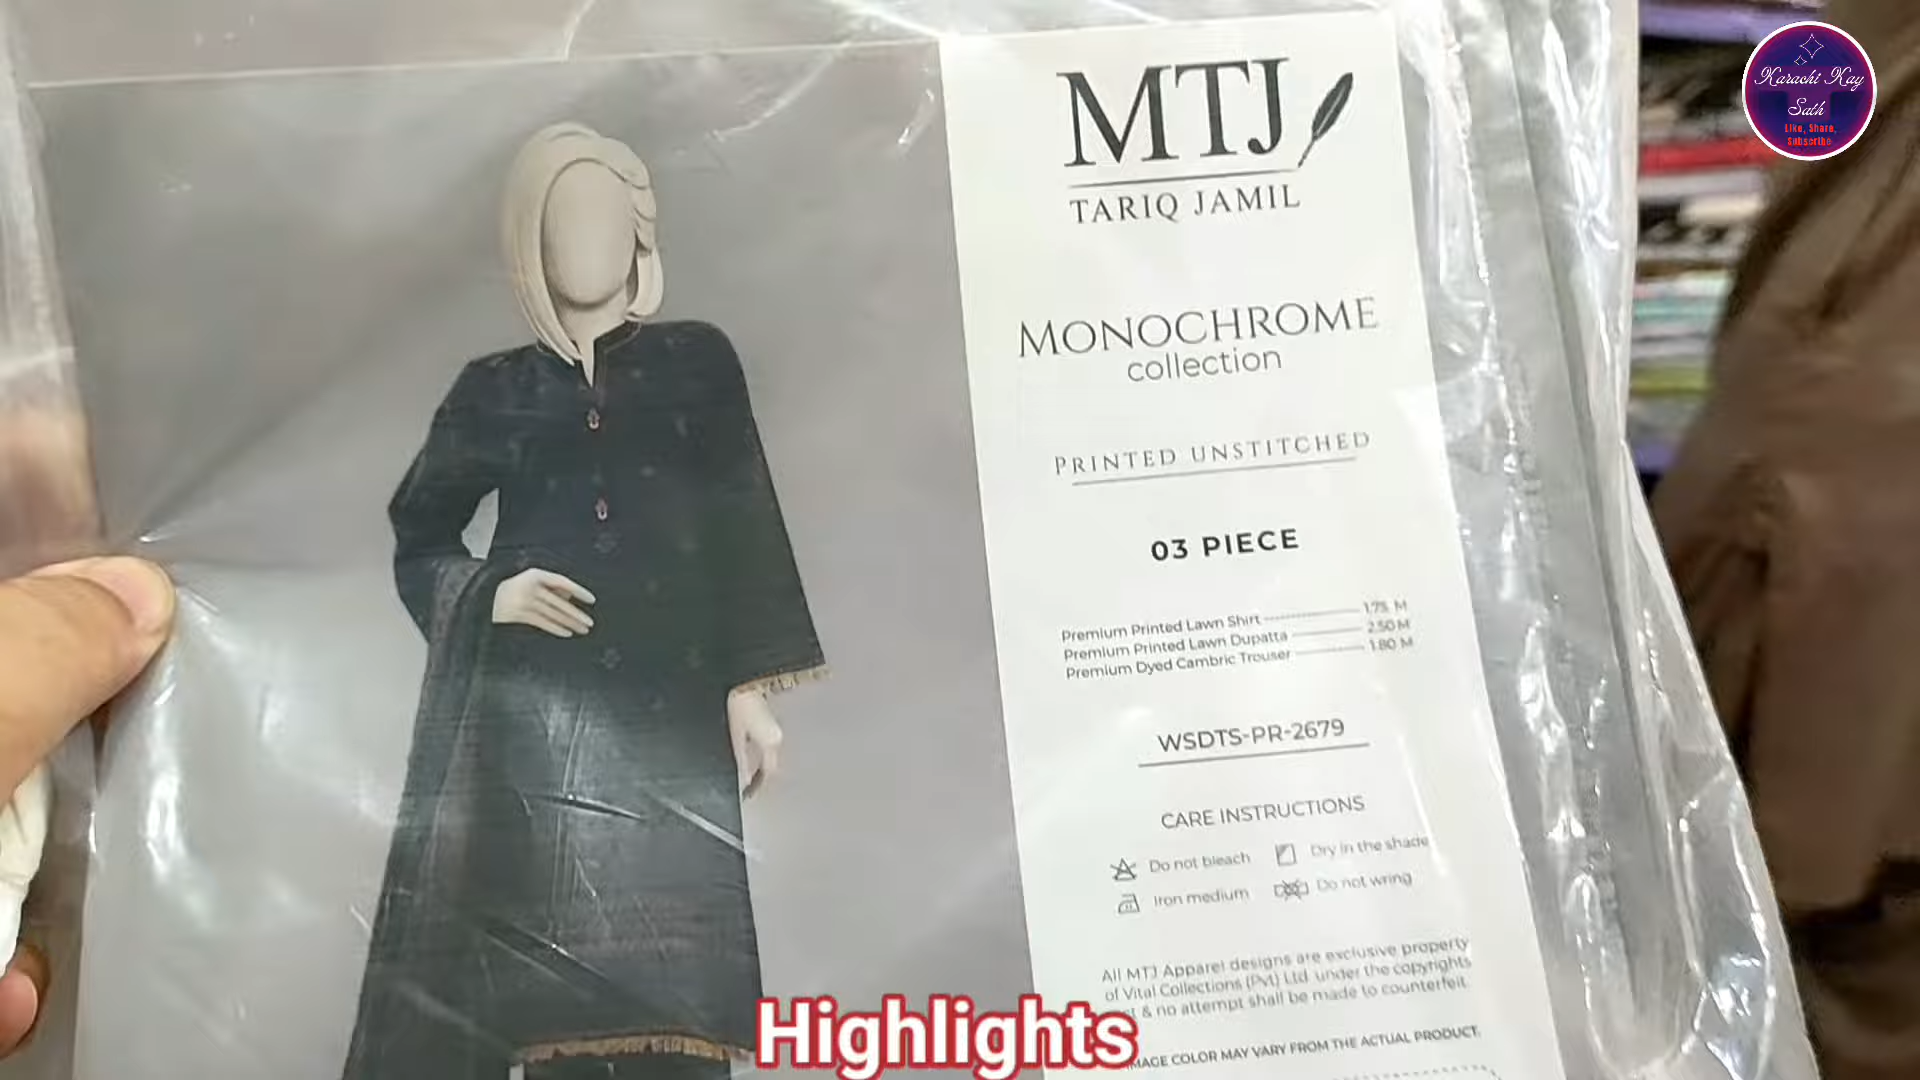 MTJ
TARIQ JAMIL
MONOCHROME
collection
PRINTED UNSTITCHED
03 PIECE
Premium Printed Lawn Shirt 1.75 M
Premium Printed Lawn Dupatta 2.50 M
Premium Dyed Cambric Trouser 1.80 M
WSDTS-PR-2679
CARE INSTRUCTIONS
Do not bleach Dry in the shade
Iron medium Do not wring
All MTJ Apparel designs are exclusive property
of Vital Collections (Pvt) Ltd under the copyrights
& no attempt shall be made to counterfeit.
COLOR MAY VARY FROM THE ACTUAL PRODUCT.
Highlights
Karachi Kay
Sath
Like, Share,
Subscribe